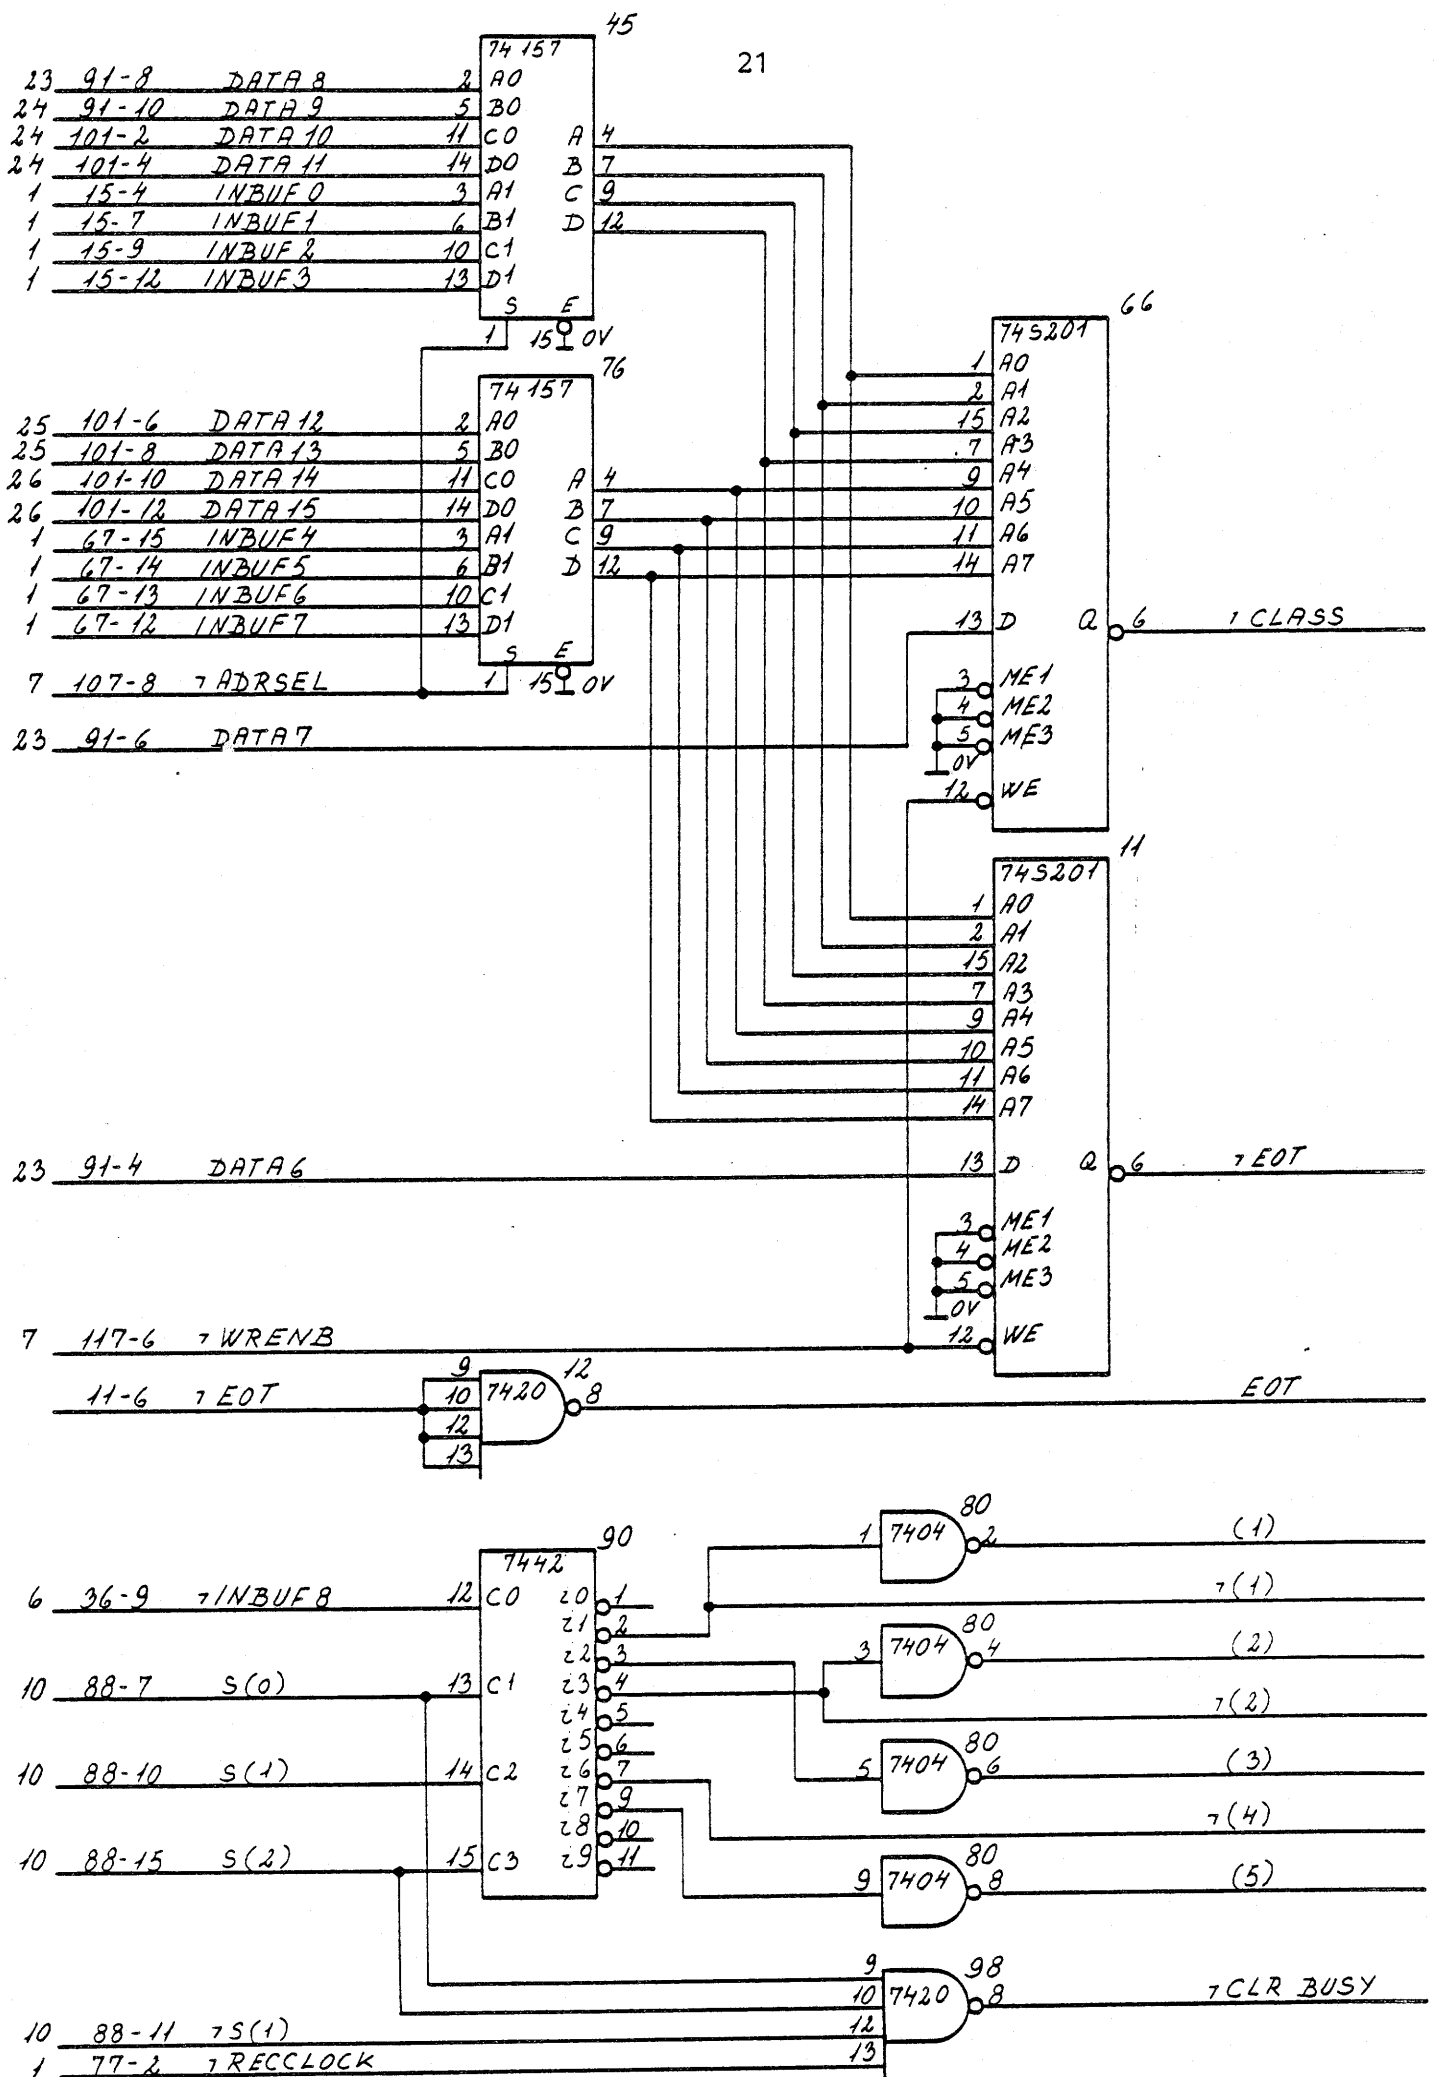 45
21
74 157
23 91-8 DATA 8 2 A0
24 91-10 DATA 9 5 B0
24 101-2 DATA 10 11 C0 A 4
24 101-4 DATA 11 14 D0 B 7
1 15-4 INBUF 0 3 A1 C 9
1 15-7 INBUF 1 6 B1 D 12
1 15-9 INBUF 2 10 C1
1 15-12 INBUF 3 13 D1
S E
1 15 0V
76
74 157
25 101-6 DATA 12 2 A0
25 101-8 DATA 13 5 B0
26 101-10 DATA 14 11 C0 A 4
26 101-12 DATA 15 14 D0 B 7
1 67-15 INBUF 4 3 A1 C 9
1 67-14 INBUF 5 6 B1 D 12
1 67-13 INBUF 6 10 C1
1 67-12 INBUF 7 13 D1
S E
7 107-8 ¬ADRSEL 1 15 0V
23 91-6 DATA 7
66
74S201
1 A0
2 A1
15 A2
7 A3
9 A4
10 A5
11 A6
14 A7
13 D Q 6 ¬CLASS
3 ME1
4 ME2
5 ME3
0V
12 WE
11
74S201
1 A0
2 A1
15 A2
7 A3
9 A4
10 A5
11 A6
14 A7
23 91-4 DATA 6 13 D Q 6 ¬EOT
3 ME1
4 ME2
5 ME3
0V
7 117-6 ¬WRENB 12 WE
12
9
11-6 ¬EOT 10 7420 8 EOT
12
13
90
7442
6 36-9 ¬INBUF 8 12 C0 i0 1
i1 2
i2 3
10 88-7 S(0) 13 C1 i3 4
i4 5
i5 6
10 88-10 S(1) 14 C2 i6 7
i7 9
i8 10
10 88-15 S(2) 15 C3 i9 11
80
1 7404 2 (1)
¬(1)
80
3 7404 4 (2)
¬(2)
80
5 7404 6 (3)
¬(4)
80
9 7404 8 (5)
98
9
10 7420 8 ¬CLR BUSY
10 88-11 ¬S(1) 12
1 77-2 ¬RECCLOCK 13